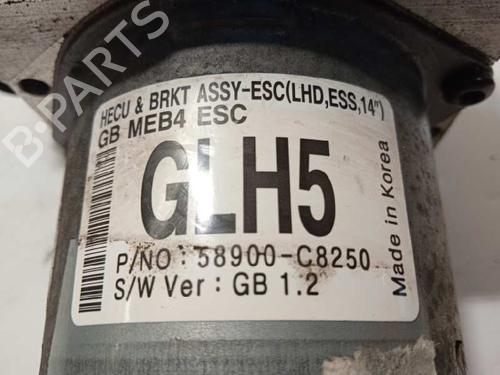 HECU & BRKT ASSY-ESC(LHD,ESS,14")
GB MEB4 ESC
GLH5
P/NO : 58900-C8250
S/W Ver : GB 1.2
Made in Korea
B-Parts